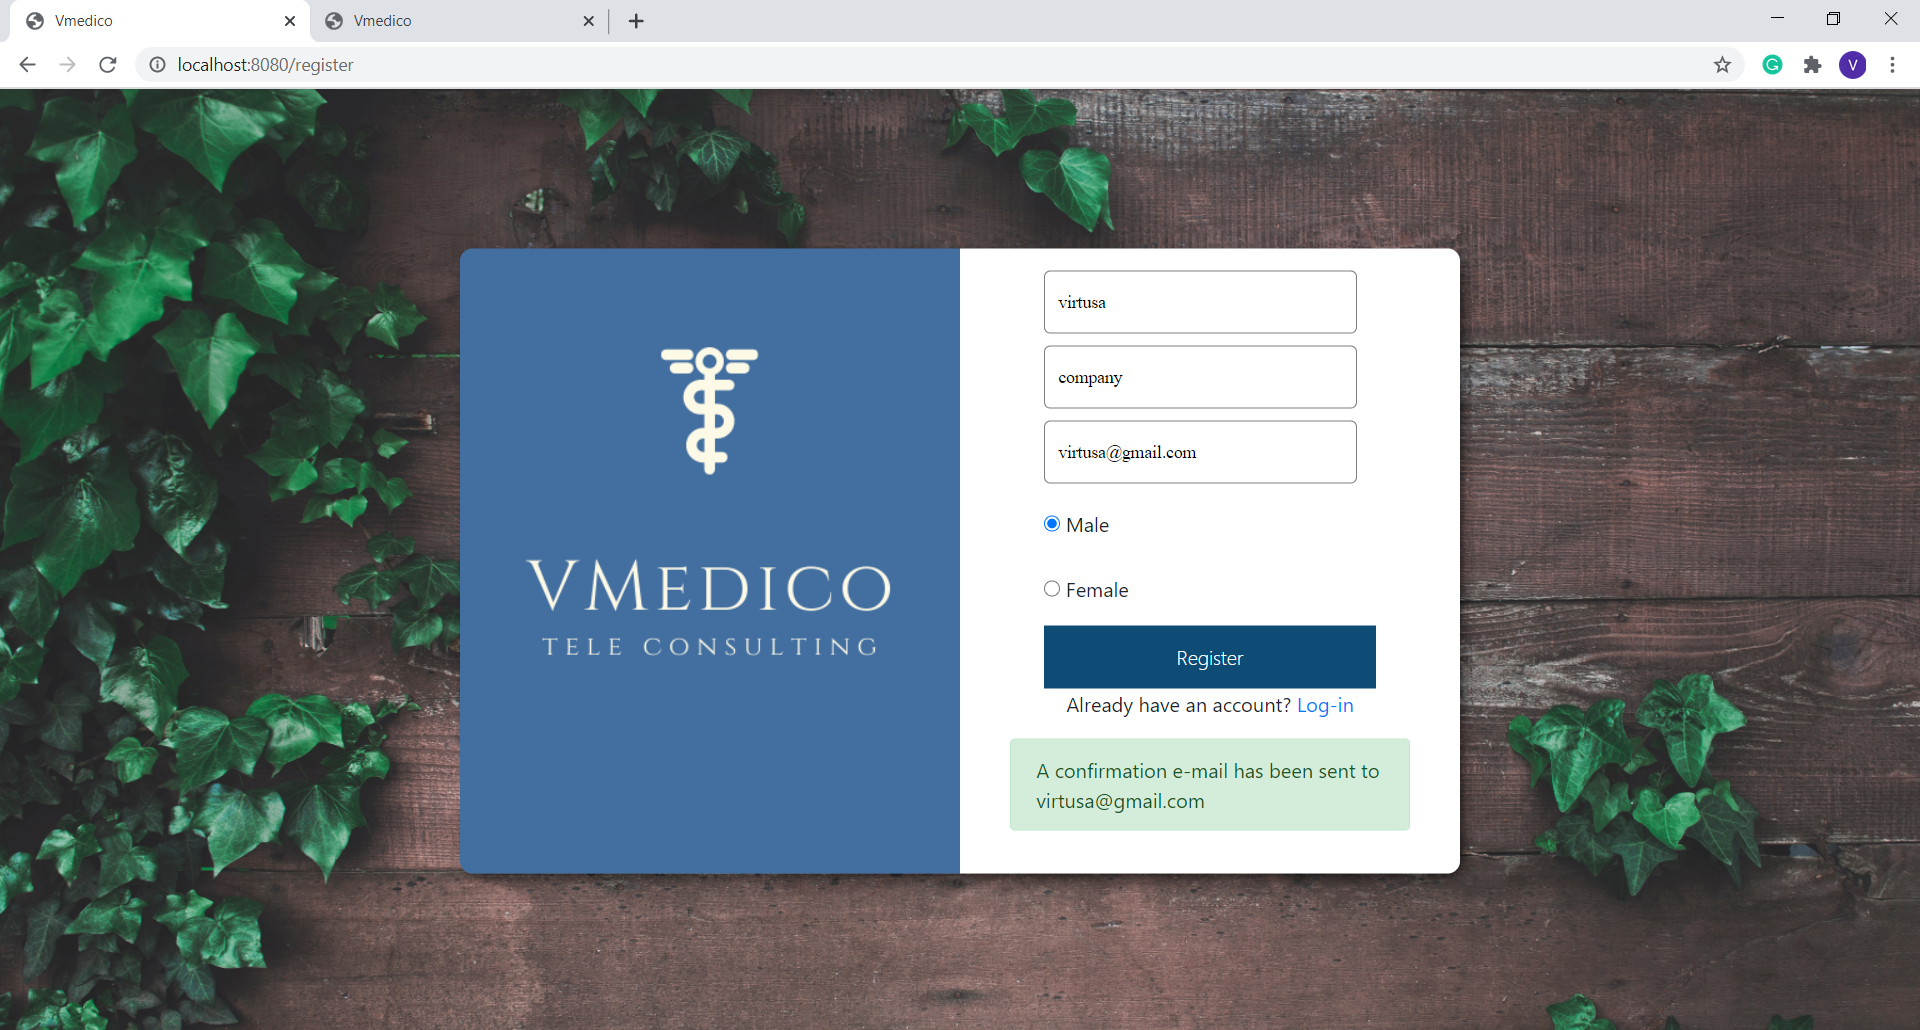 Vmedico
Vmedico
localhost:8080/register
V
virtusa
company
virtusa@gmail.com
Male
Female
Register
Already have an account? Log-in
A confirmation e-mail has been sent to
virtusa@gmail.com
VMEDICO
TELE CONSULTING